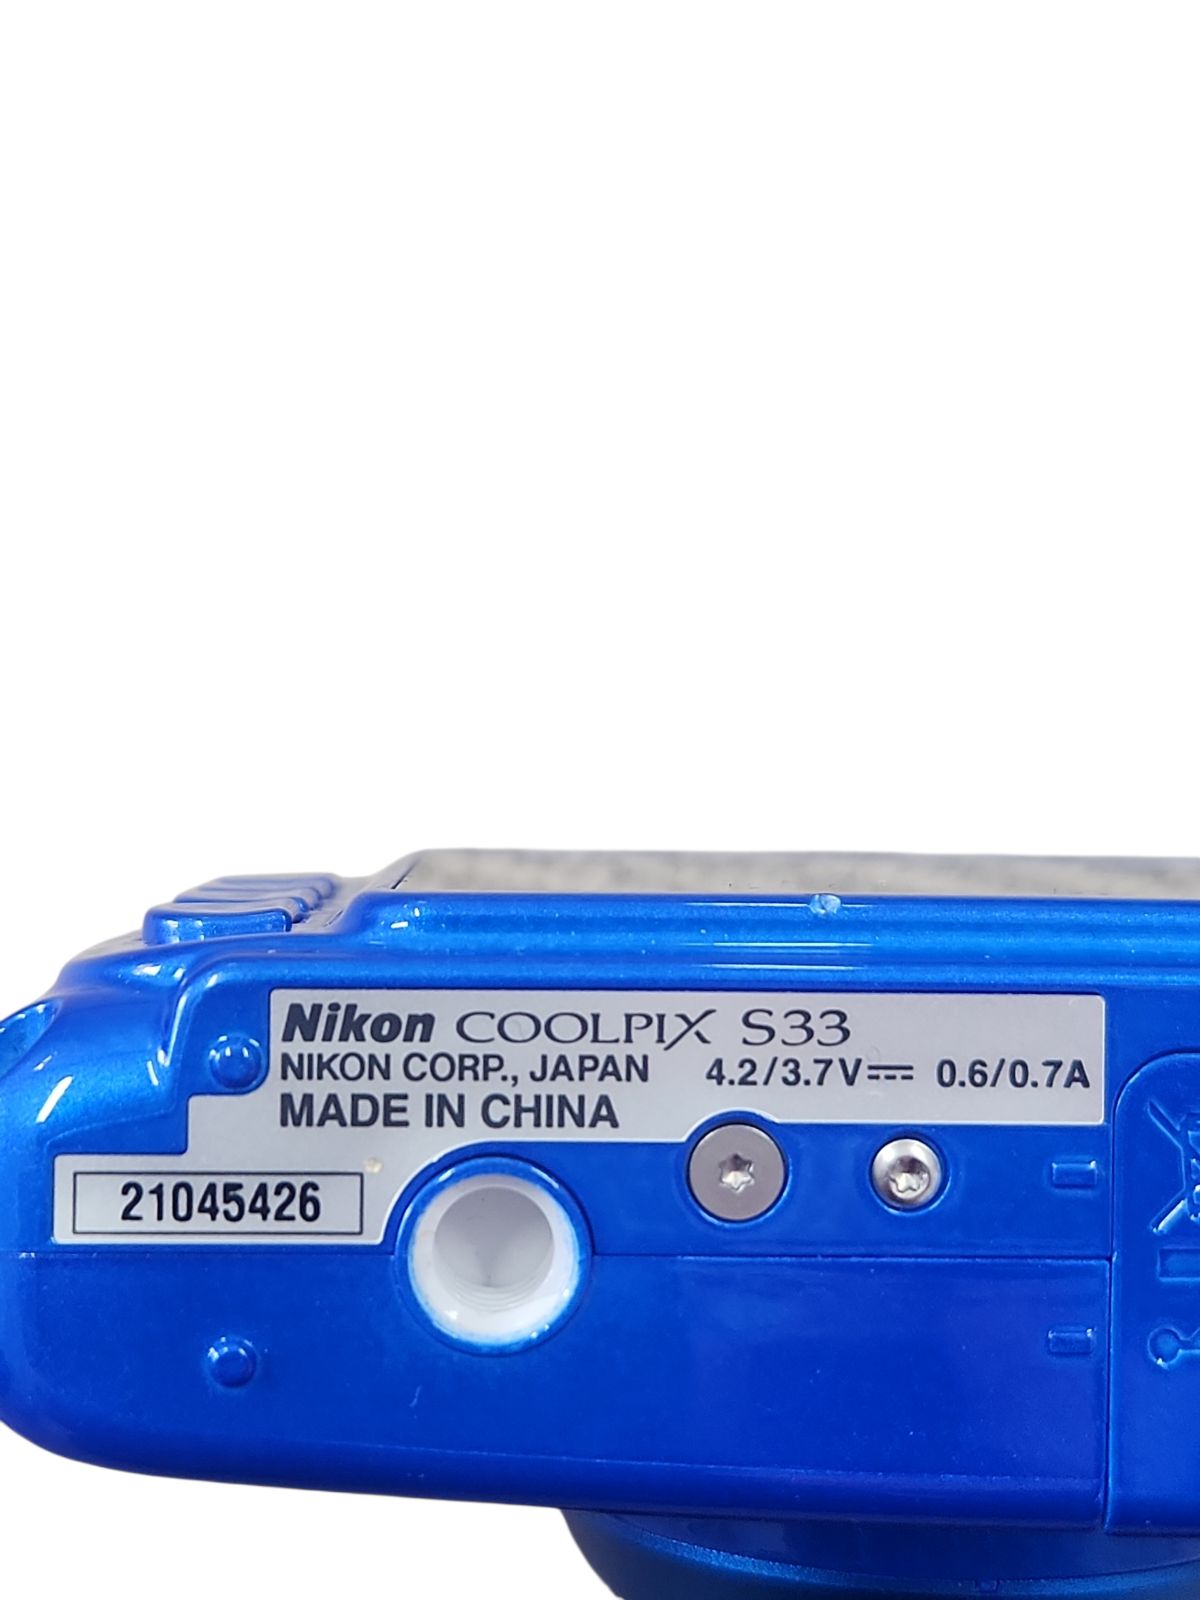 Nikon COOLPIX S33
NIKON CORP., JAPAN 4.2/3.7V⎓ 0.6/0.7A
MADE IN CHINA
21045426